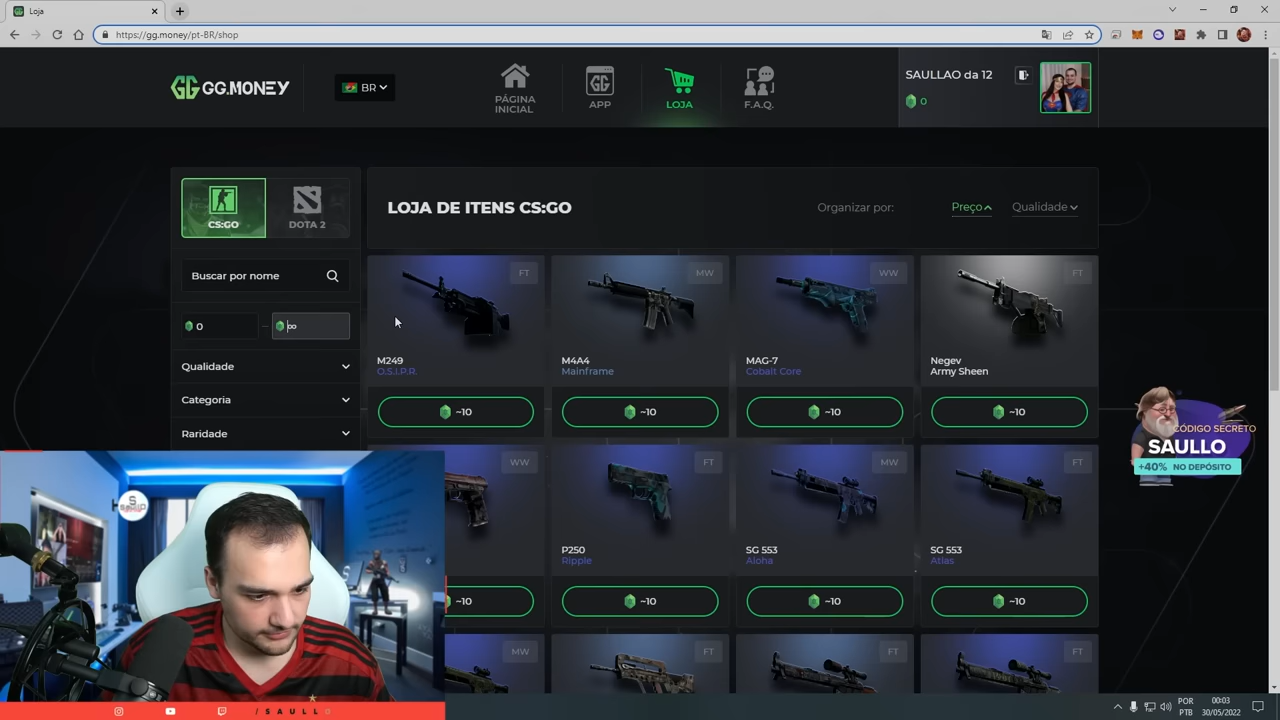 Loja
https://gg.money/pt-BR/shop
GG.MONEY
BR
PÁGINA
INICIAL
APP
LOJA
F.A.Q.
SAULLAO da 12
0
CS:GO
DOTA 2
LOJA DE ITENS CS:GO
Organizar por:
Preço
Qualidade
Buscar por nome
0
∞
Qualidade
Categoria
Raridade
FT
M249
O.S.I.P.R.
~10
MW
M4A4
Mainframe
~10
WW
MAG-7
Cobalt Core
~10
FT
Negev
Army Sheen
~10
WW
~10
FT
P250
Ripple
~10
MW
SG 553
Aloha
~10
FT
SG 553
Atlas
~10
MW
FT
FT
FT
CÓDIGO SECRETO
SAULLO
+40% NO DEPÓSITO
/SAULLO
POR
PTB
00:03
30/05/2022